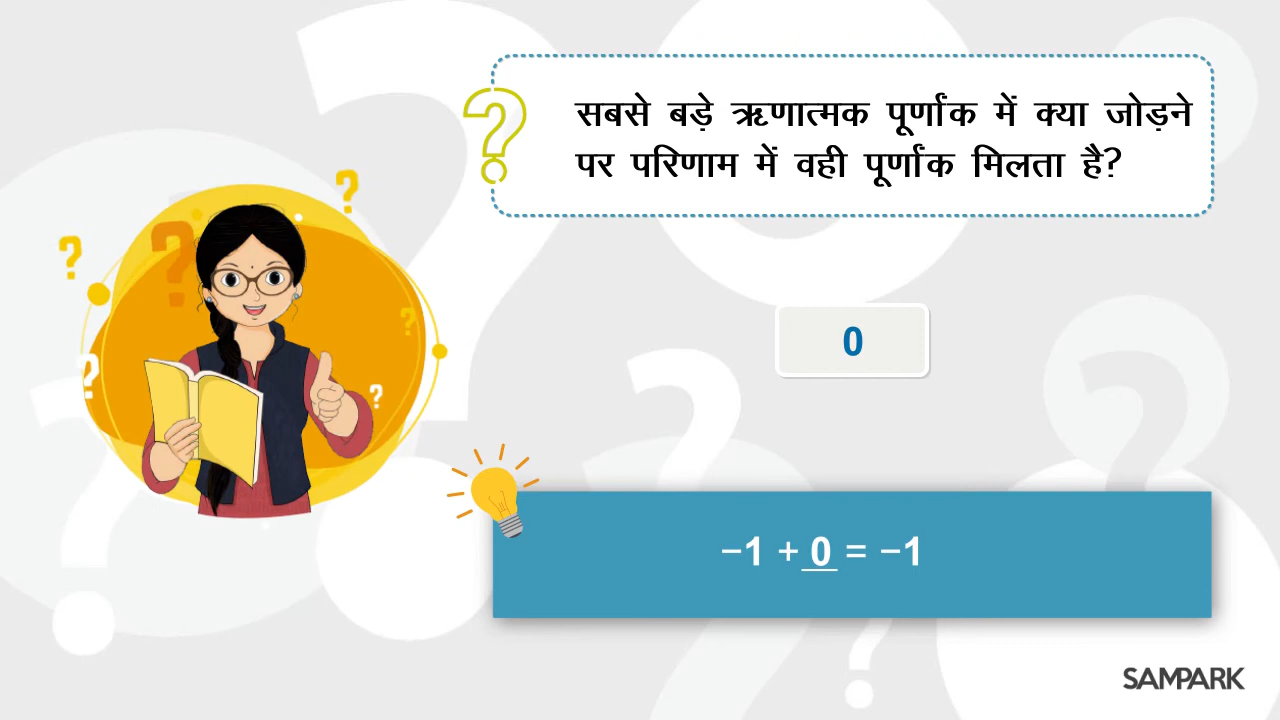 सबसे बड़े ऋणात्मक पूर्णांक में क्या जोड़ने
पर परिणाम में वही पूर्णांक मिलता है?
0
−1 + 0 = −1
SAMPARK